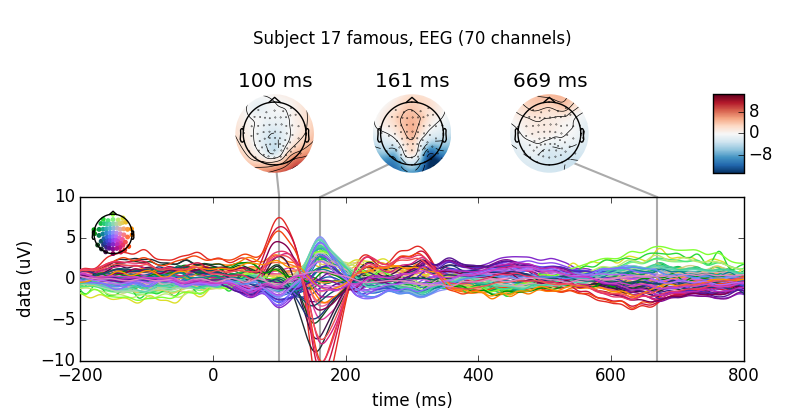 Subject 17 famous, EEG (70 channels)
100 ms 161 ms 669 ms
8
0
−8
10
5
0
−5
−10
data (uV)
−200 0 200 400 600 800
time (ms)